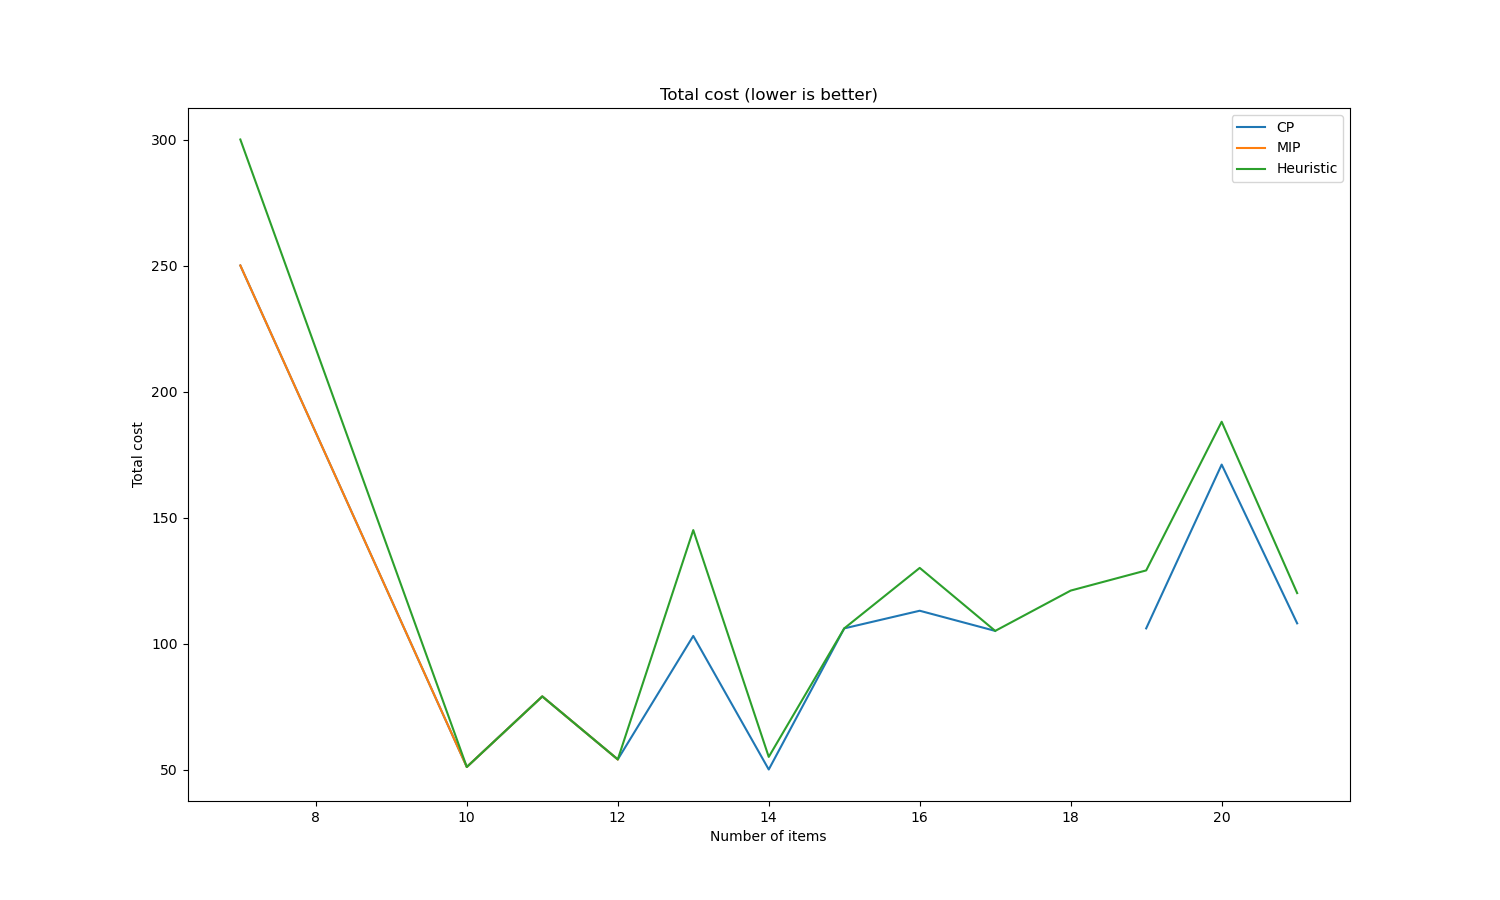 Total cost (lower is better)
CP
MIP
Heuristic
300
250
200
150
100
50
Total cost
8
10
12
14
16
18
20
Number of items